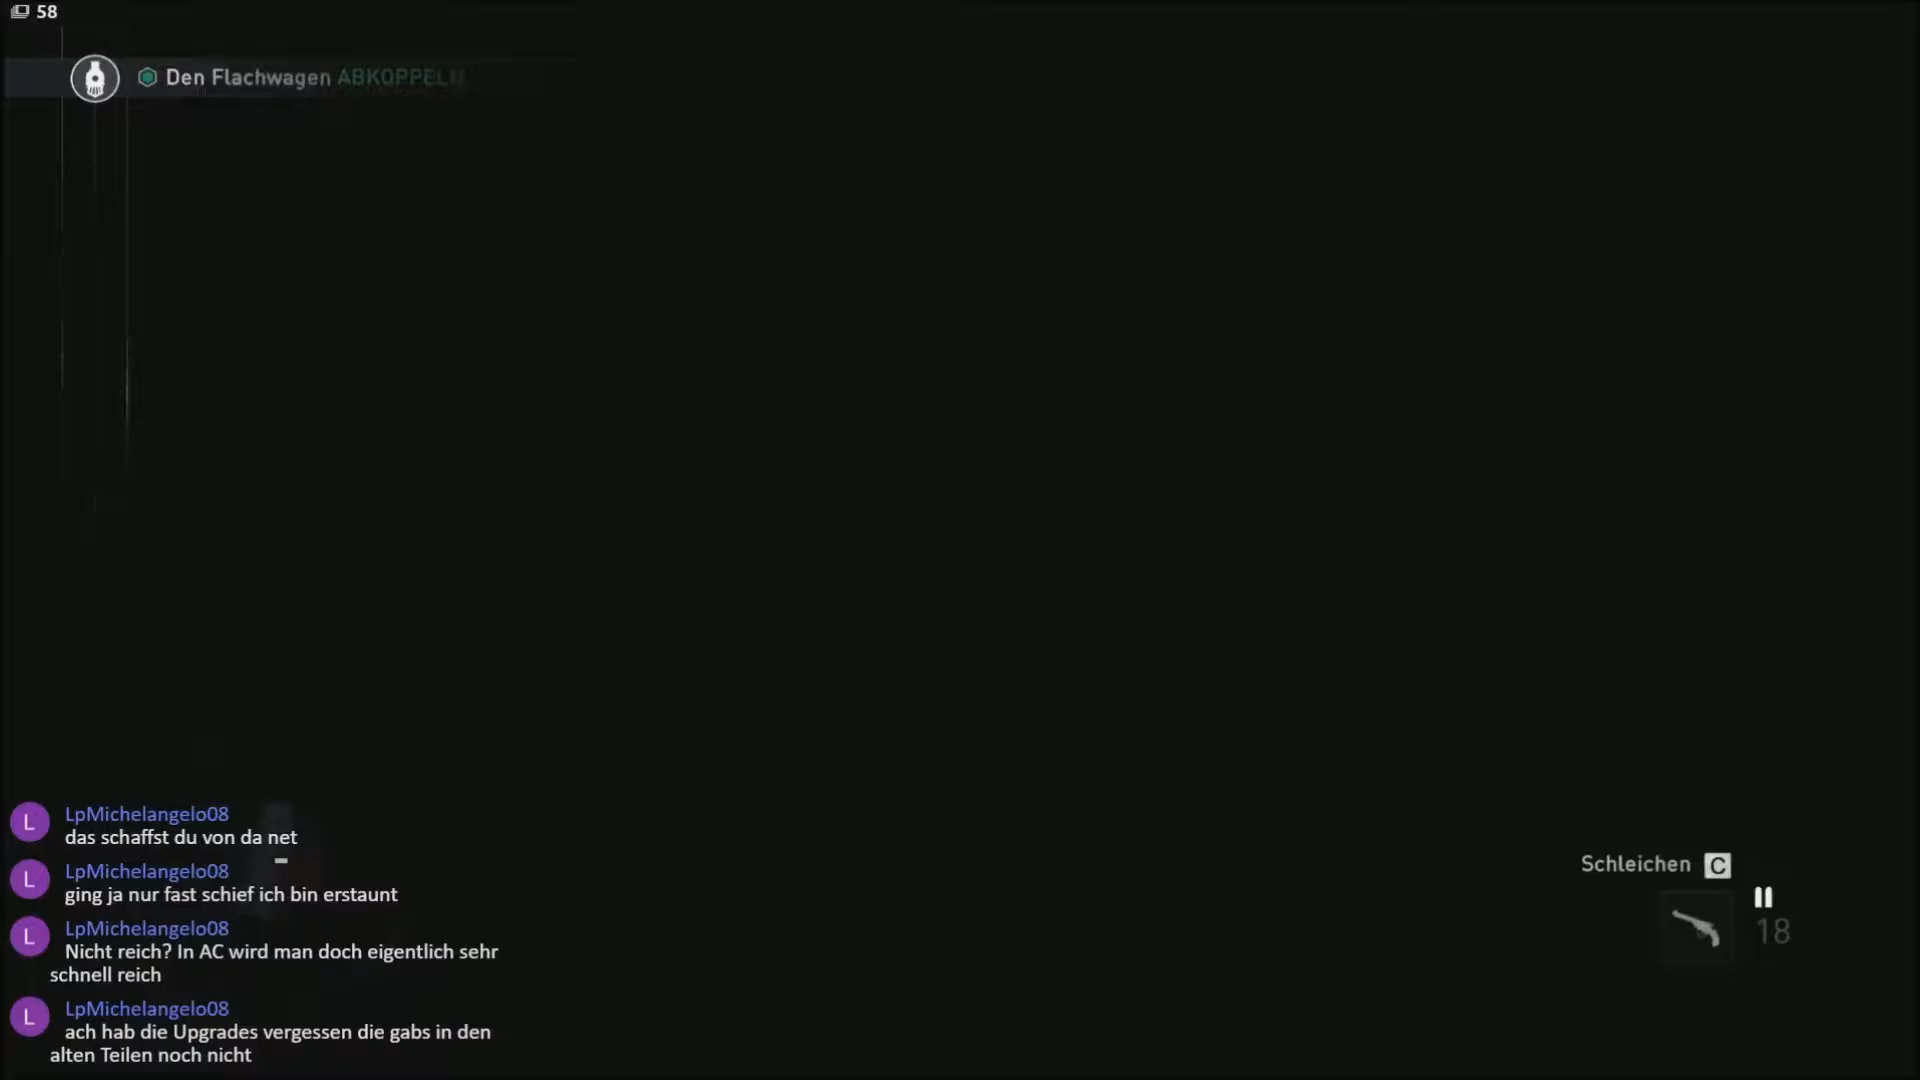 58
Den Flachwagen ABKOPPELN
LpMichelangelo08
das schaffst du von da net
LpMichelangelo08
ging ja nur fast schief ich bin erstaunt
LpMichelangelo08
Nicht reich? In AC wird man doch eigentlich sehr
schnell reich
LpMichelangelo08
ach hab die Upgrades vergessen die gabs in den
alten Teilen noch nicht
L
L
L
L
Schleichen C
18